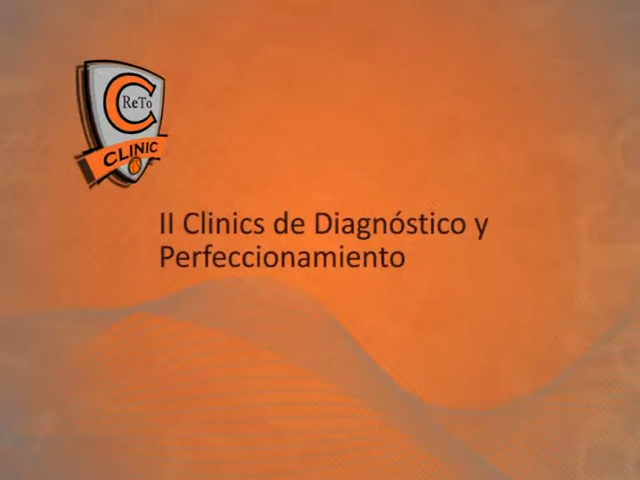 C
ReTo
CLINIC
II Clinics de Diagnóstico y
Perfeccionamiento